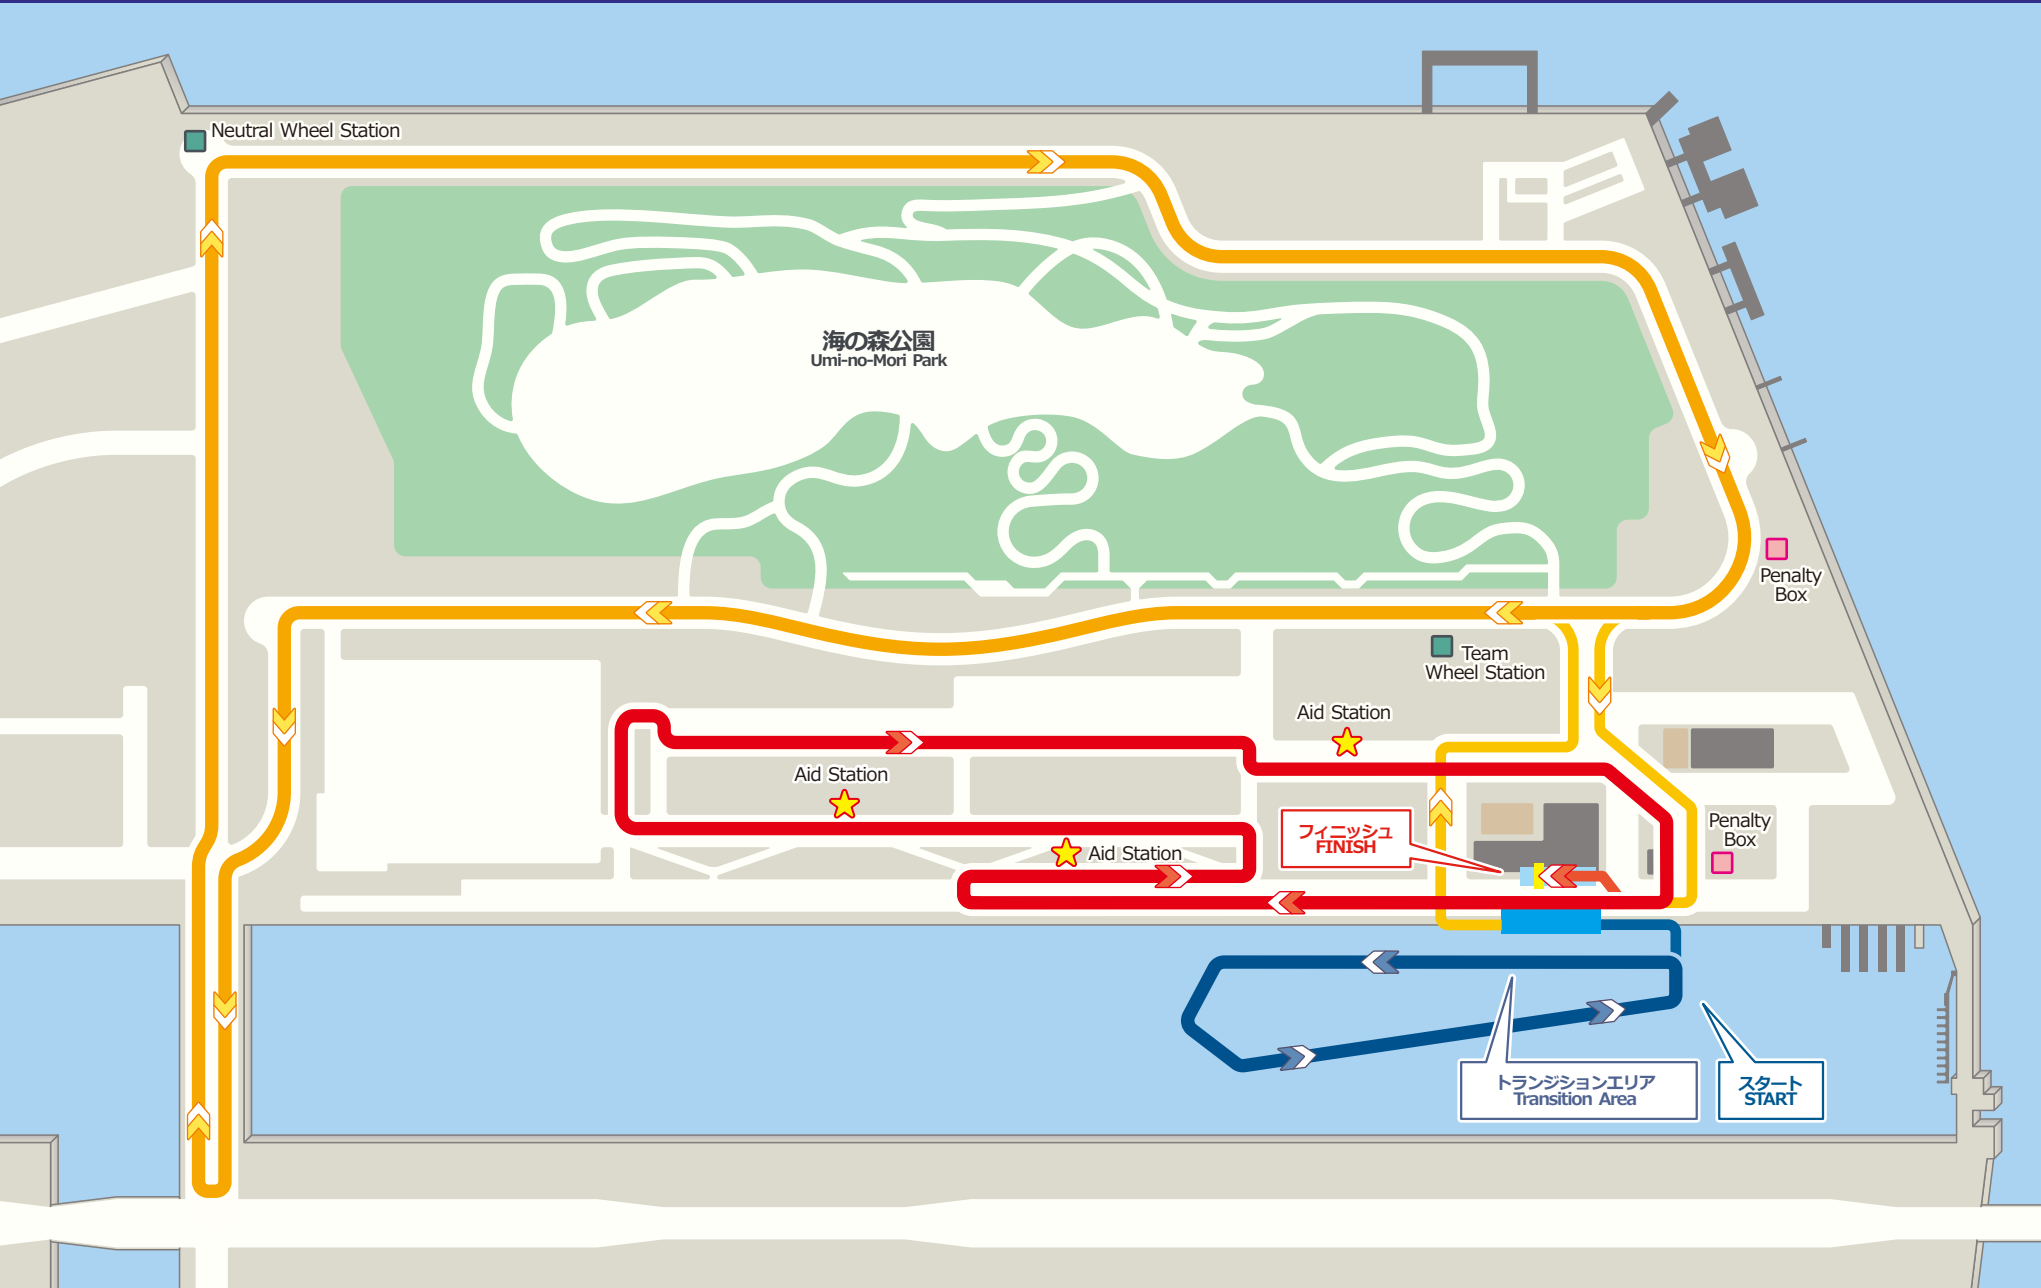 Neutral Wheel Station
海の森公園
Umi-no-Mori Park
Penalty
Box
Team
Wheel Station
Aid Station
Aid Station
Penalty
Box
フィニッシュ
FINISH
Aid Station
トランジションエリア
Transition Area
スタート
START